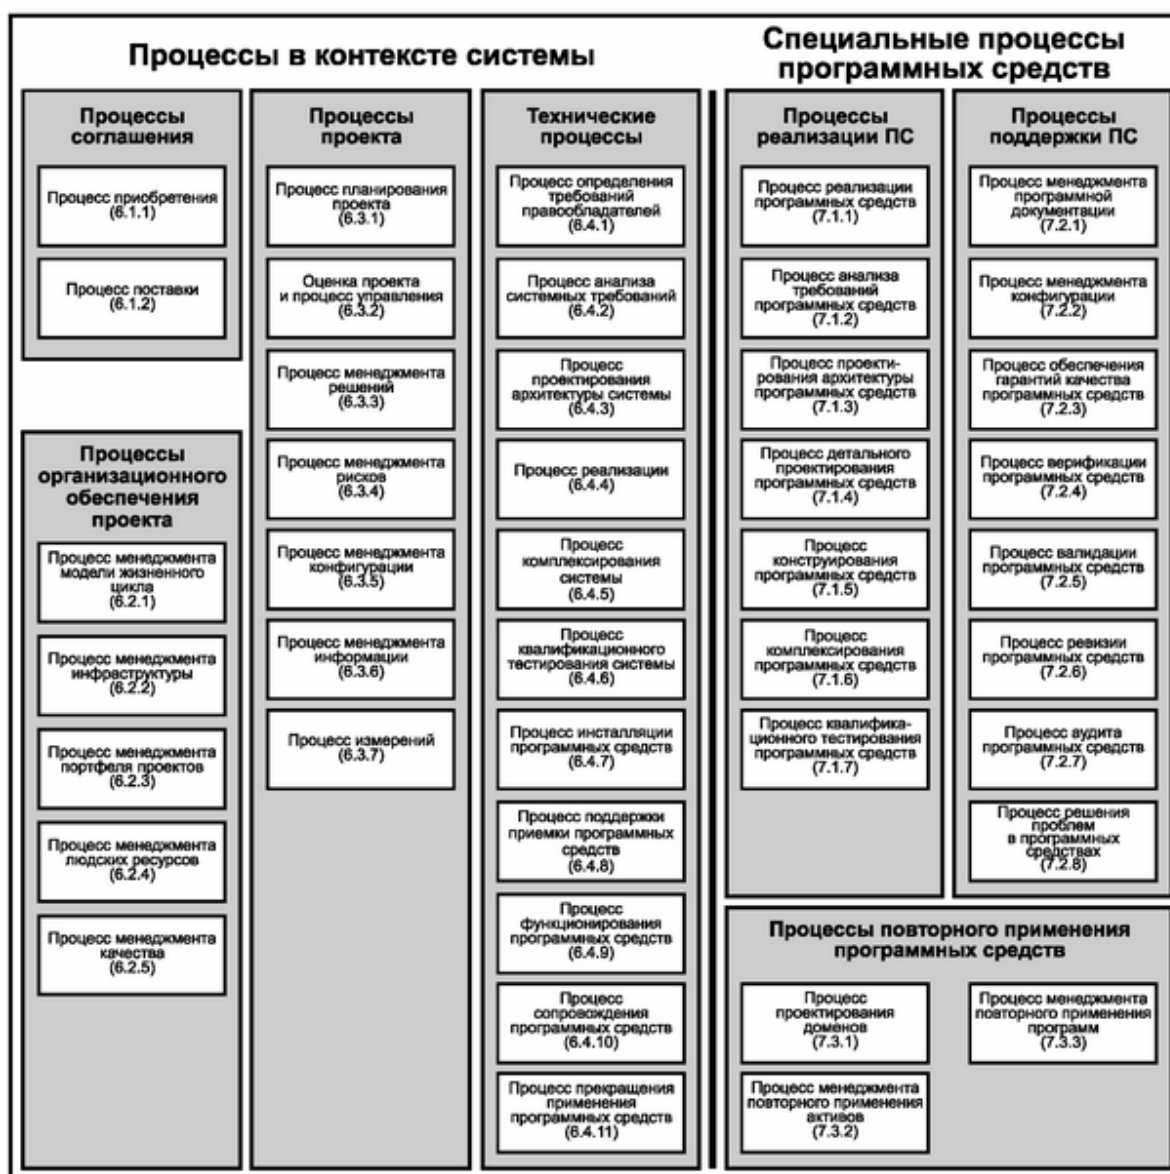 Процессы в контексте системы
Специальные процессы
программных средств
Процессы
соглашения
Процесс приобретения
(6.1.1)
Процесс поставки
(6.1.2)
Процессы
организационного
обеспечения
проекта
Процесс менеджмента
модели жизненного
цикла
(6.2.1)
Процесс менеджмента
инфраструктуры
(6.2.2)
Процесс менеджмента
портфеля проектов
(6.2.3)
Процесс менеджмента
людских ресурсов
(6.2.4)
Процесс менеджмента
качества
(6.2.5)
Процессы
проекта
Процесс планирования
проекта
(6.3.1)
Оценка проекта
и процесс управления
(6.3.2)
Процесс менеджмента
решений
(6.3.3)
Процесс менеджмента
рисков
(6.3.4)
Процесс менеджмента
конфигурации
(6.3.5)
Процесс менеджмента
информации
(6.3.6)
Процесс измерений
(6.3.7)
Технические
процессы
Процесс определения
требований
правообладателей
(6.4.1)
Процесс анализа
системных требований
(6.4.2)
Процесс
проектирования
архитектуры системы
(6.4.3)
Процесс реализации
(6.4.4)
Процесс
комплексирования
системы
(6.4.5)
Процесс
квалификационного
тестирования системы
(6.4.6)
Процесс инсталляции
программных средств
(6.4.7)
Процесс поддержки
приемки программных
средств
(6.4.8)
Процесс
функционирования
программных средств
(6.4.9)
Процесс
сопровождения
программных средств
(6.4.10)
Процесс прекращения
применения
программных средств
(6.4.11)
Процессы
реализации ПС
Процесс реализации
программных средств
(7.1.1)
Процесс анализа
требований
программных средств
(7.1.2)
Процесс проекти-
рования архитектуры
программных средств
(7.1.3)
Процесс детального
проектирования
программных средств
(7.1.4)
Процесс
конструирования
программных средств
(7.1.5)
Процесс
комплексирования
программных средств
(7.1.6)
Процесс квалифика-
ционного тестирования
программных средств
(7.1.7)
Процессы
поддержки ПС
Процесс менеджмента
программной
документации
(7.2.1)
Процесс менеджмента
конфигурации
(7.2.2)
Процесс обеспечения
гарантий качества
программных средств
(7.2.3)
Процесс верификации
программных средств
(7.2.4)
Процесс валидации
программных средств
(7.2.5)
Процесс ревизии
программных средств
(7.2.6)
Процесс аудита
программных средств
(7.2.7)
Процесс решения
проблем
в программных
средствах
(7.2.8)
Процессы повторного применения
программных средств
Процесс
проектирования
доменов
(7.3.1)
Процесс менеджмента
повторного применения
активов
(7.3.2)
Процесс менеджмента
повторного применения
программ
(7.3.3)